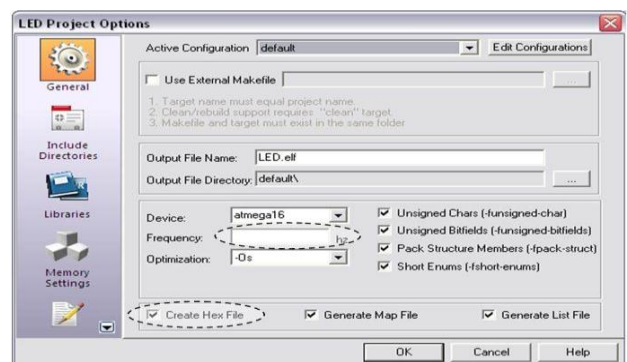 LED Project Options
General
Include
Directories
Libraries
Memory
Settings
Active Configuration default Edit Configurations
Use External Makefile ...
1. Target name must equal project name.
2. Clean/rebuild support requires "clean" target.
3. Makefile and target must exist in the same folder
Output File Name: LED.elf
Output File Directory: default\ ...
Device: atmega16
Frequency: hz
Optimization: -Os
Unsigned Chars (-funsigned-char)
Unsigned Bitfields (-funsigned-bitfields)
Pack Structure Members (-fpack-struct)
Short Enums (-fshort-enums)
Create Hex File Generate Map File Generate List File
OK Cancel Help